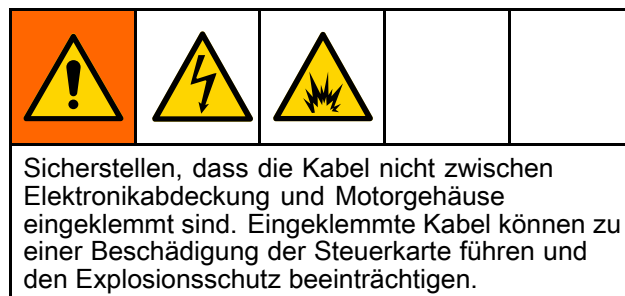 Sicherstellen, dass die Kabel nicht zwischen
Elektronikabdeckung und Motorgehäuse
eingeklemmt sind. Eingeklemmte Kabel können zu
einer Beschädigung der Steuerkarte führen und
den Explosionsschutz beeinträchtigen.